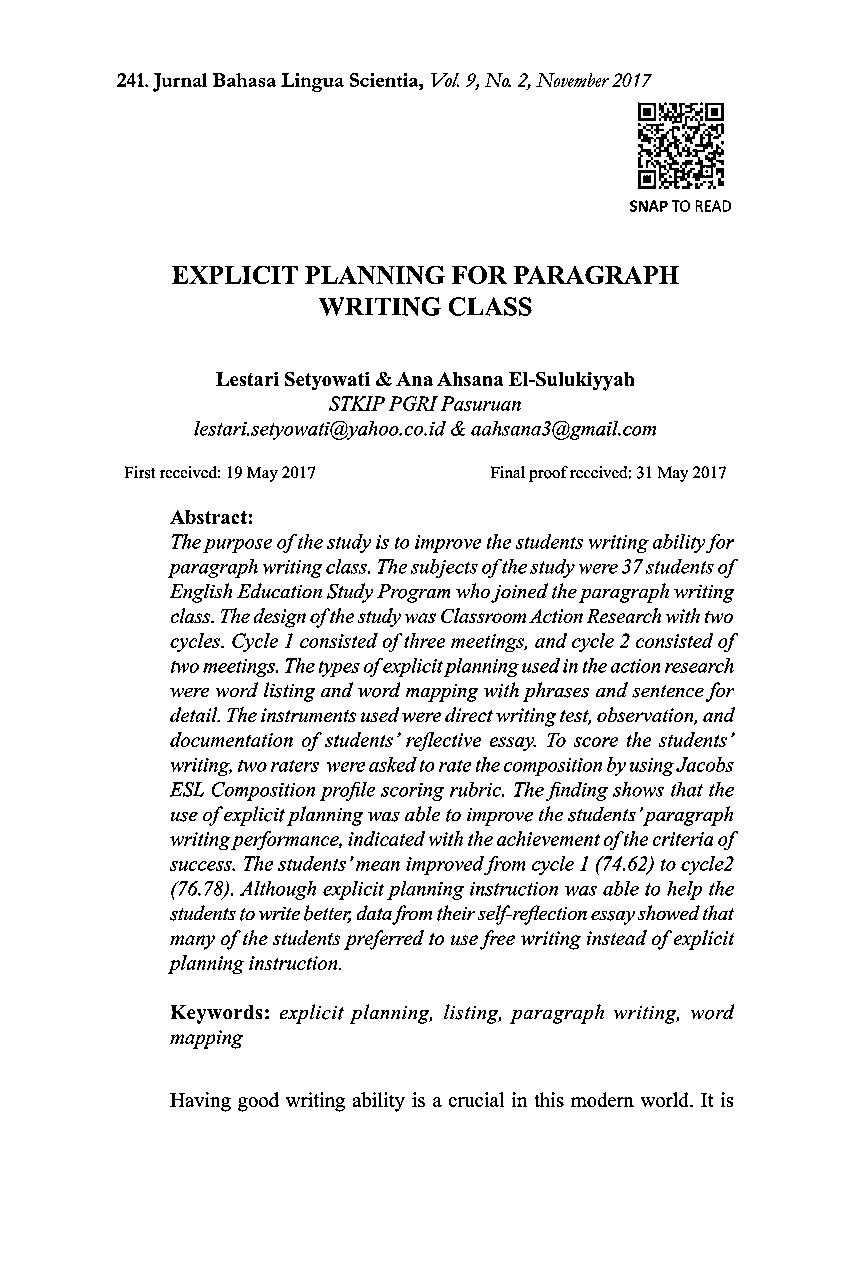 241. Jurnal Bahasa Lingua Scientia, Vol. 9, No. 2, November 2017
SNAP TO READ
EXPLICIT PLANNING FOR PARAGRAPH
WRITING CLASS
Lestari Setyowati & Ana Ahsana El-Sulukiyyah
STKIP PGRI Pasuruan
lestari.setyowati@yahoo.co.id & aahsana3@gmail.com
First received: 19 May 2017 Final proof received: 31 May 2017
Abstract:
The purpose of the study is to improve the students writing ability for
paragraph writing class. The subjects of the study were 37 students of
English Education Study Program who joined the paragraph writing
class. The design of the study was Classroom Action Research with two
cycles. Cycle 1 consisted of three meetings, and cycle 2 consisted of
two meetings. The types of explicit planning used in the action research
were word listing and word mapping with phrases and sentence for
detail. The instruments used were direct writing test, observation, and
documentation of students’ reflective essay. To score the students’
writing, two raters were asked to rate the composition by using Jacobs
ESL Composition profile scoring rubric. The finding shows that the
use of explicit planning was able to improve the students’ paragraph
writing performance, indicated with the achievement of the criteria of
success. The students’ mean improved from cycle 1 (74.62) to cycle2
(76.78). Although explicit planning instruction was able to help the
students to write better, data from their self-reflection essay showed that
many of the students preferred to use free writing instead of explicit
planning instruction.
Keywords: explicit planning, listing, paragraph writing, word
mapping
Having good writing ability is a crucial in this modern world. It is